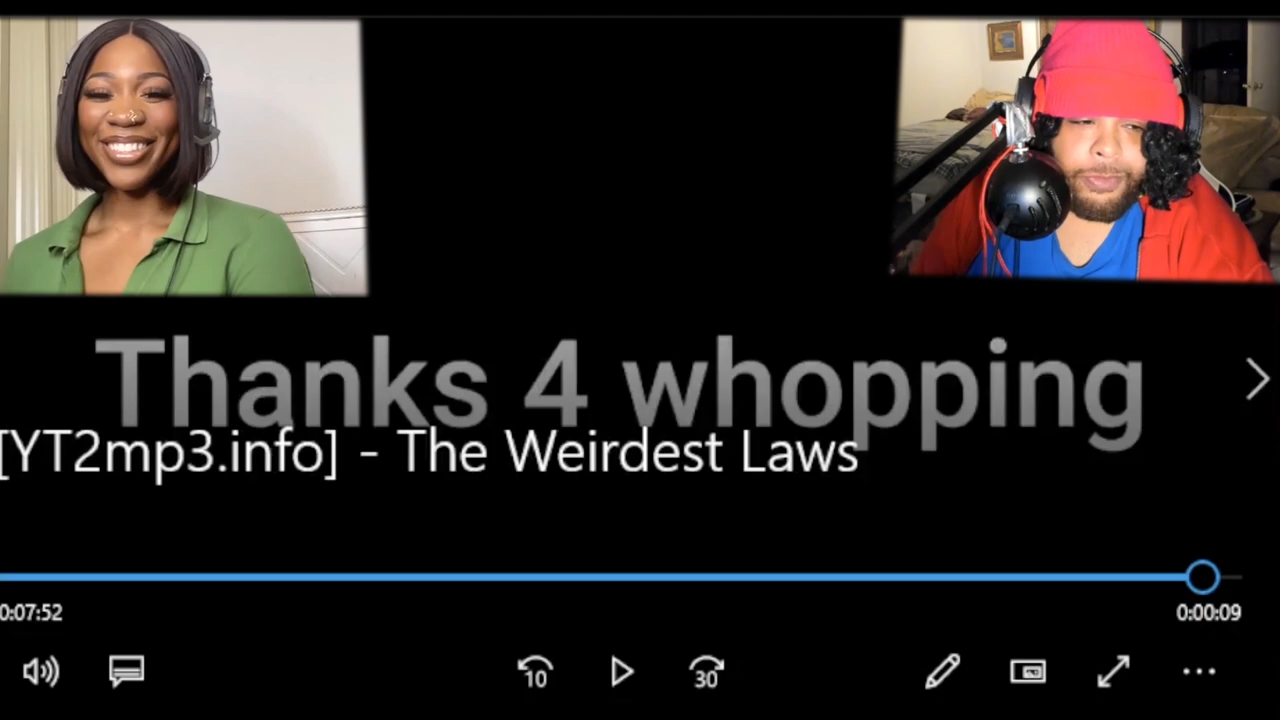 Thanks 4 whopping
[YT2mp3.info] - The Weirdest Laws
0:07:52
0:00:09
10
30